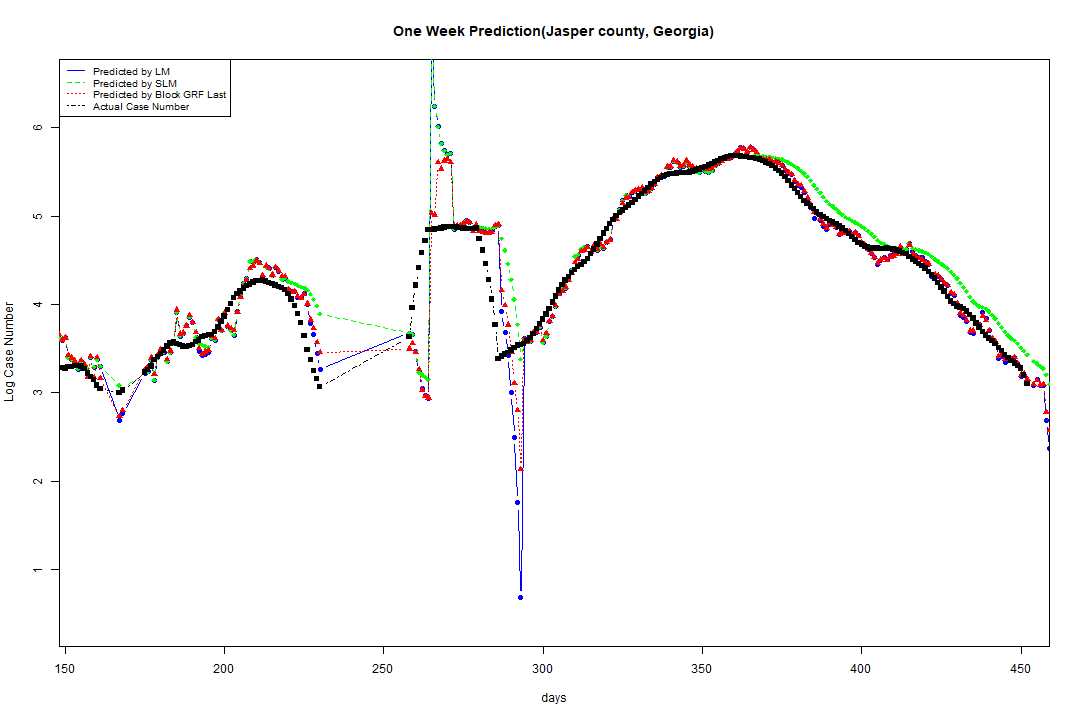 One Week Prediction(Jasper county, Georgia)
Predicted by LM
Predicted by SLM
Predicted by Block GRF Last
Actual Case Number
6
5
4
3
2
1
Log Case Number
150 200 250 300 350 400 450
days